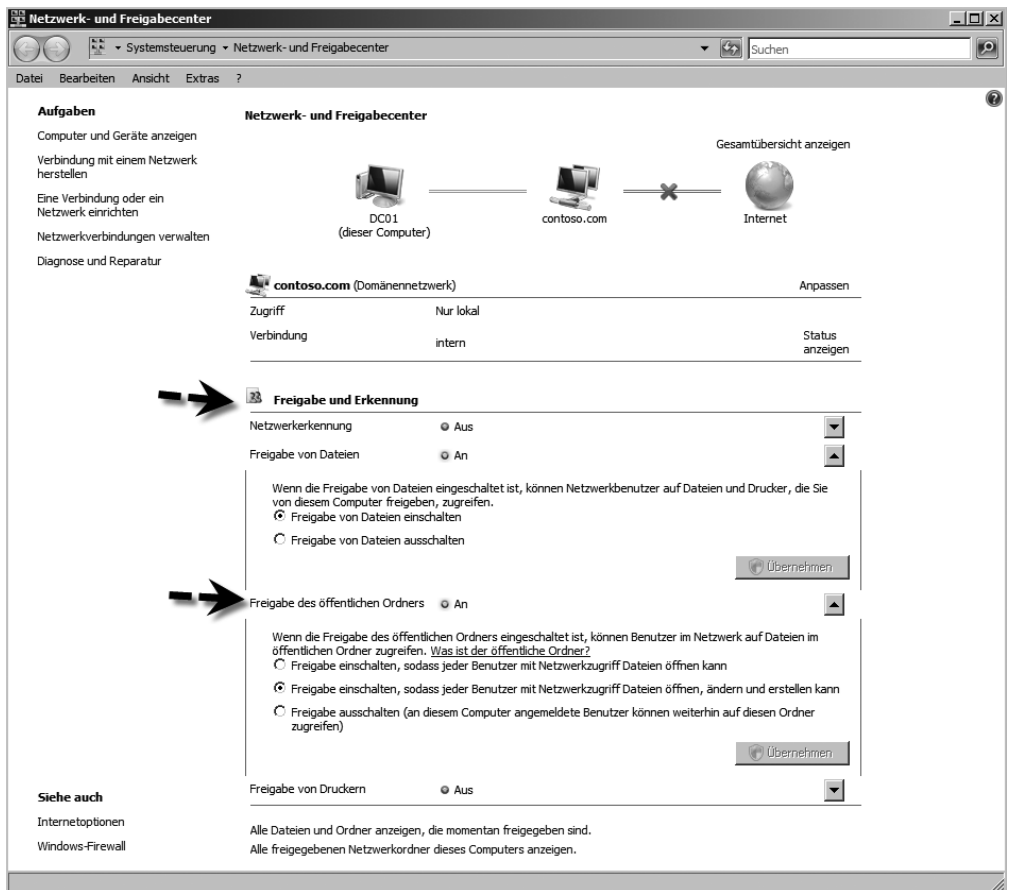 Netzwerk- und Freigabecenter
Systemsteuerung Netzwerk- und Freigabecenter
Suchen
Datei Bearbeiten Ansicht Extras ?
Aufgaben
Computer und Geräte anzeigen
Verbindung mit einem Netzwerk
herstellen
Eine Verbindung oder ein
Netzwerk einrichten
Netzwerkverbindungen verwalten
Diagnose und Reparatur
Netzwerk- und Freigabecenter
Gesamtübersicht anzeigen
DC01
(dieser Computer)
contoso.com
Internet
contoso.com (Domänennetzwerk)
Anpassen
Zugriff
Nur lokal
Verbindung
intern
Status
anzeigen
Freigabe und Erkennung
Netzwerkerkennung
Aus
Freigabe von Dateien
An
Wenn die Freigabe von Dateien eingeschaltet ist, können Netzwerkbenutzer auf Dateien und Drucker, die Sie
von diesem Computer freigeben, zugreifen.
Freigabe von Dateien einschalten
Freigabe von Dateien ausschalten
Übernehmen
Freigabe des öffentlichen Ordners
An
Wenn die Freigabe des öffentlichen Ordners eingeschaltet ist, können Benutzer im Netzwerk auf Dateien im
öffentlichen Ordner zugreifen. Was ist der öffentliche Ordner?
Freigabe einschalten, sodass jeder Benutzer mit Netzwerkzugriff Dateien öffnen kann
Freigabe einschalten, sodass jeder Benutzer mit Netzwerkzugriff Dateien öffnen, ändern und erstellen kann
Freigabe ausschalten (an diesem Computer angemeldete Benutzer können weiterhin auf diesen Ordner
zugreifen)
Übernehmen
Freigabe von Druckern
Aus
Siehe auch
Internetoptionen
Windows-Firewall
Alle Dateien und Ordner anzeigen, die momentan freigegeben sind.
Alle freigegebenen Netzwerkordner dieses Computers anzeigen.